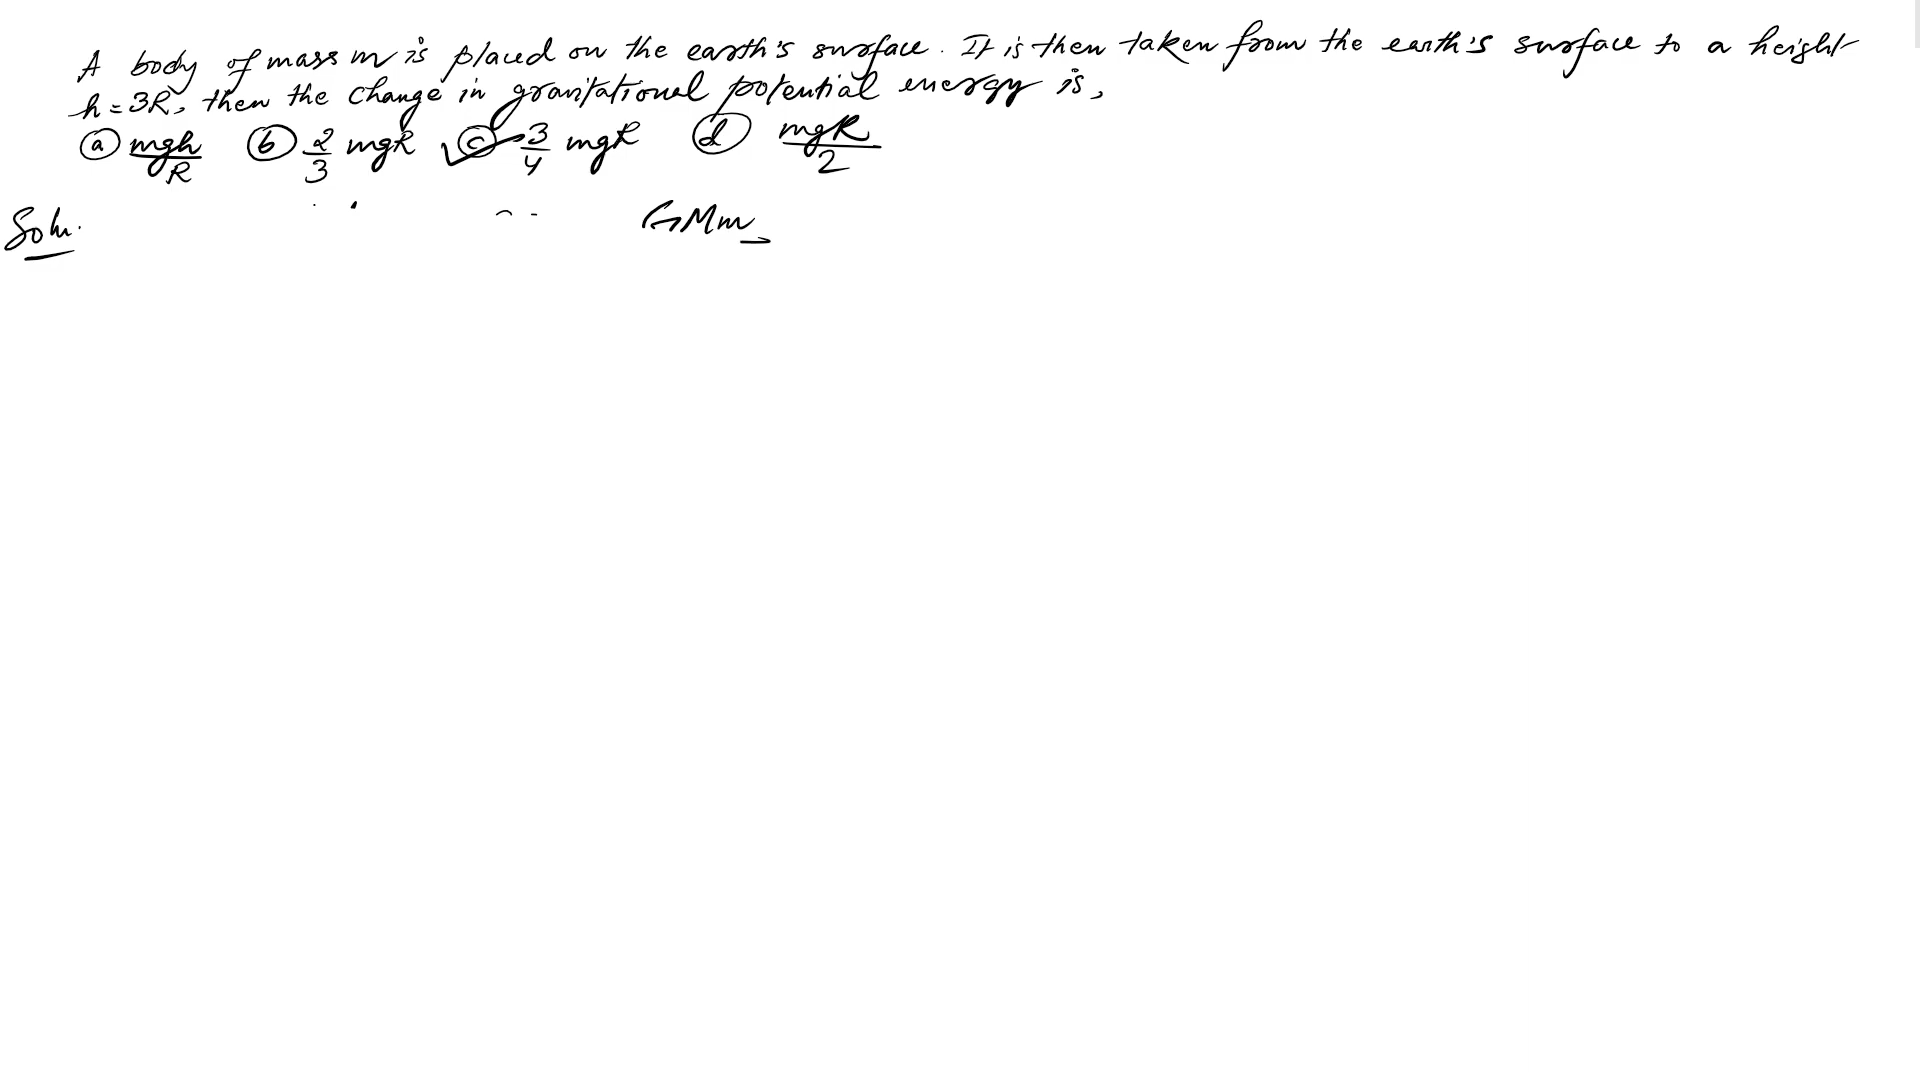 A body of mass m is placed on the earth's surface. It is then taken from the earth's surface to a height
h = 3R, then the change in gravitational potential energy is,
(a) mgh/R (b) 2/3 mgR ✓(c) 3/4 mgR (d) mgR/2
Soln. GMm